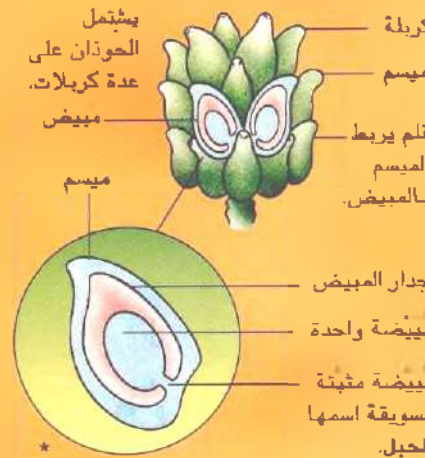 يشتمل
الحوذان على
عدة كربلات.
مبيض
ميسم
كربلة
ميسم
قلم يربط
الميسم
بالمبيض.
جدار المبيض
بييضة واحدة
بييضة مثبتة
بسويقة اسمها
الحبل.